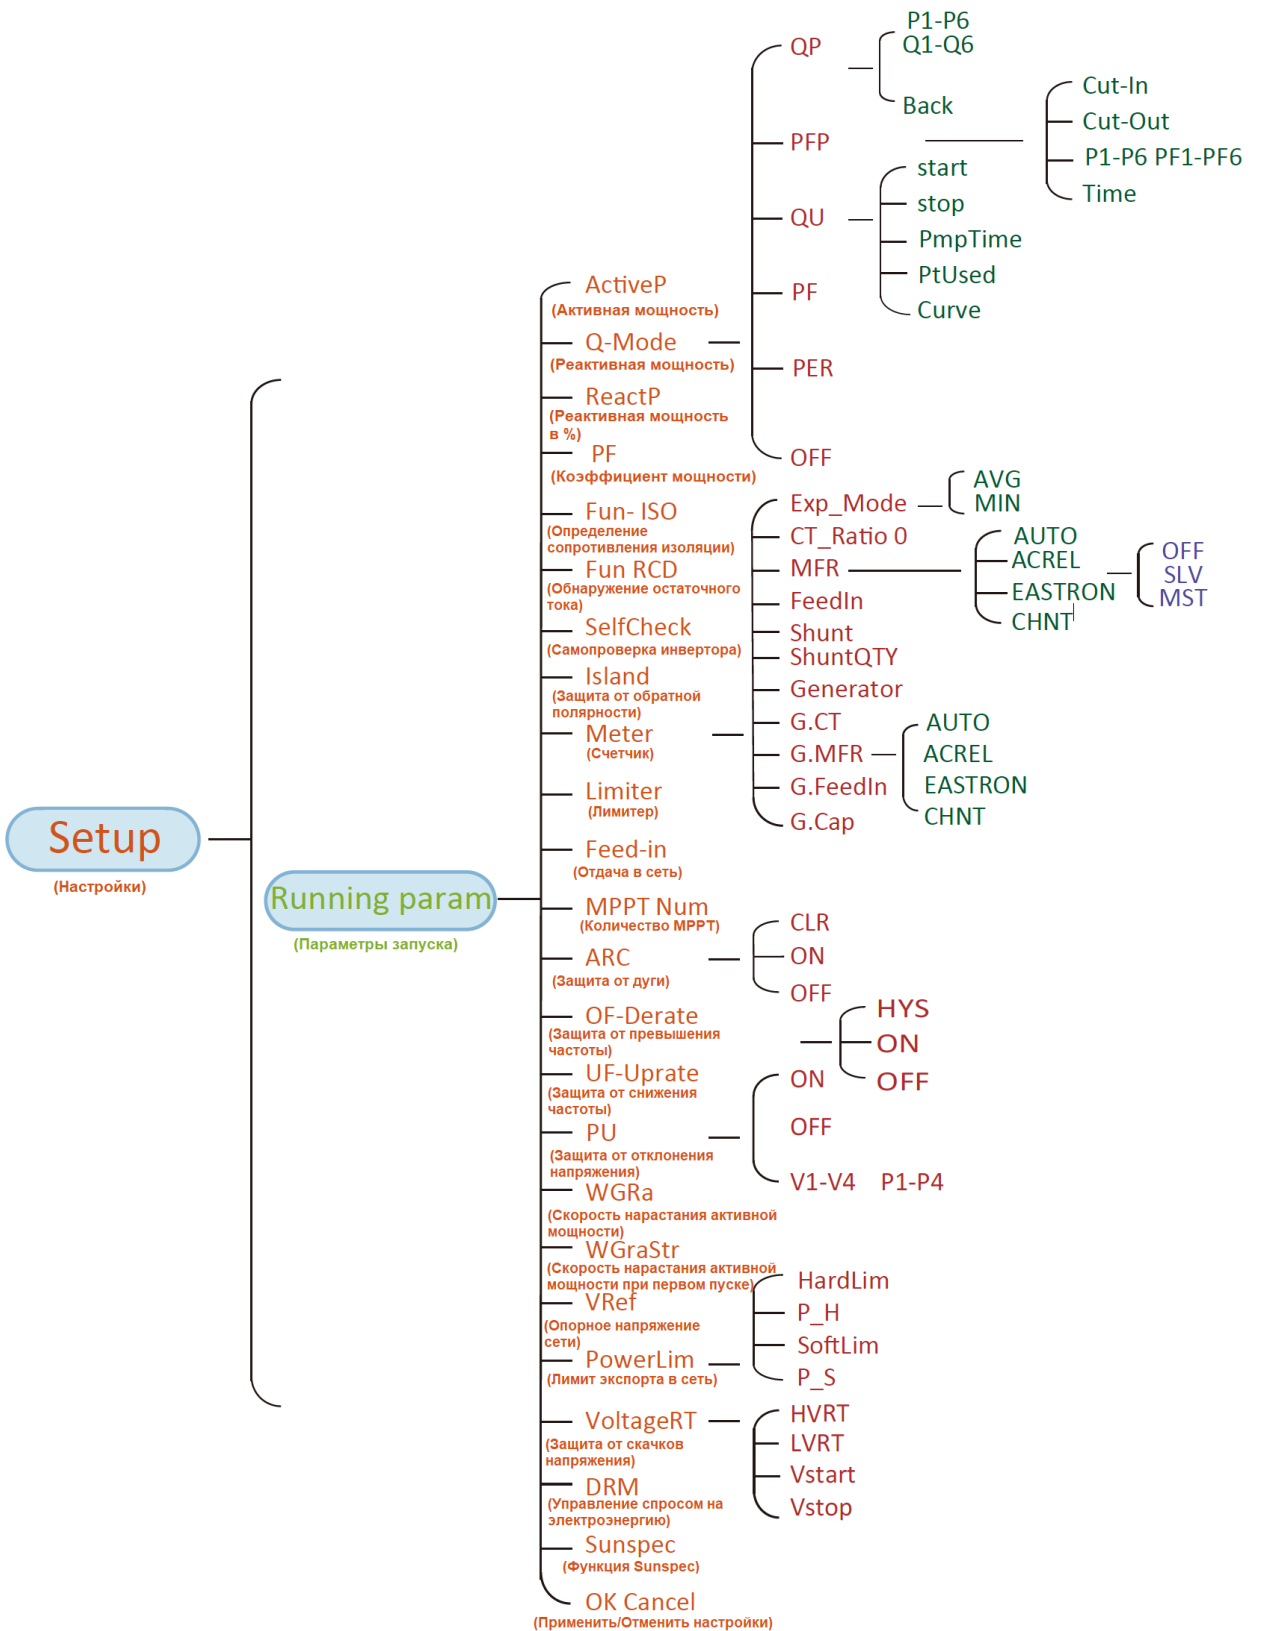 Setup
(Настройки)
Running param
(Параметры запуска)
ActiveP
(Активная мощность)
Q-Mode
(Реактивная мощность)
ReactP
(Реактивная мощность
в %)
PF
(Коэффициент мощности)
Fun- ISO
(Определение
сопротивления изоляции)
Fun RCD
(Обнаружение остаточного
тока)
SelfCheck
(Самопроверка инвертора)
Island
(Защита от обратной
полярности)
Meter
(Счетчик)
Limiter
(Лимитер)
Feed-in
(Отдача в сеть)
MPPT Num
(Количество MPPT)
ARC
(Защита от дуги)
OF-Derate
(Защита от превышения
частоты)
UF-Uprate
(Защита от снижения
частоты)
PU
(Защита от отклонения
напряжения)
WGRa
(Скорость нарастания активной
мощности)
WGraStr
(Скорость нарастания активной
мощности при первом пуске)
VRef
(Опорное напряжение
сети)
PowerLim
(Лимит экспорта в сеть)
VoltageRT
(Защита от скачков
напряжения)
DRM
(Управление спросом на
электроэнергию)
Sunspec
(Функция Sunspec)
OK Cancel
(Применить/Отменить настройки)
QP
PFP
QU
PF
PER
OFF
P1-P6
Q1-Q6
Back
Cut-In
Cut-Out
P1-P6 PF1-PF6
Time
start
stop
PmpTime
PtUsed
Curve
Exp_Mode
CT_Ratio 0
MFR
FeedIn
Shunt
ShuntQTY
Generator
G.CT
G.MFR
G.FeedIn
G.Cap
AVG
MIN
AUTO
ACREL
EASTRON
CHNT
OFF
SLV
MST
AUTO
ACREL
EASTRON
CHNT
CLR
ON
OFF
HYS
ON
OFF
ON
OFF
V1-V4 P1-P4
HardLim
P_H
SoftLim
P_S
HVRT
LVRT
Vstart
Vstop